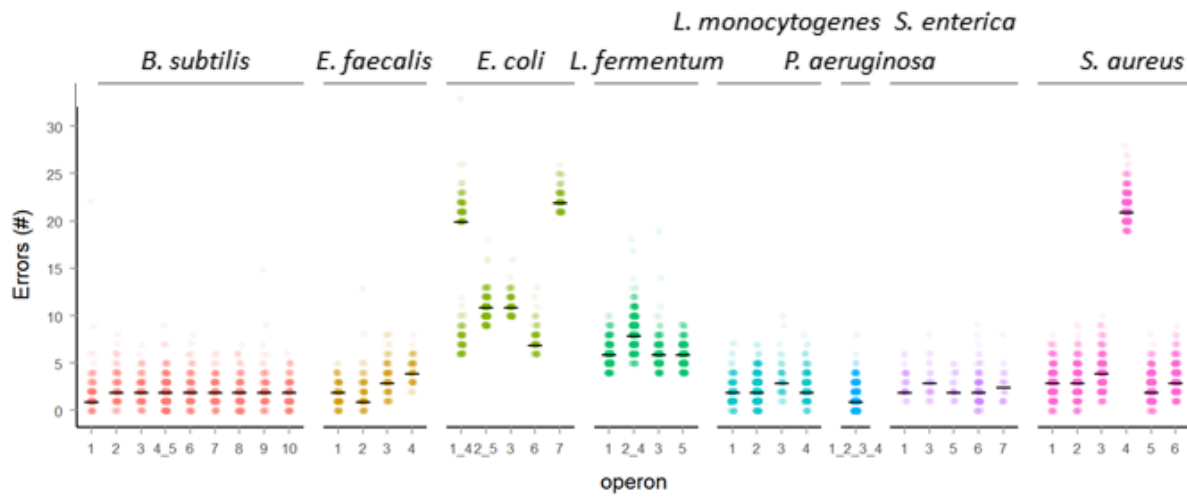 L. monocytogenes S. enterica
B. subtilis E. faecalis E. coli L. fermentum P. aeruginosa S. aureus
30
25
20
15
10
5
0
Errors (#)
1 2 3 4_5 6 7 8 9 10 1 2 3 4 1_4 2_5 3 6 7 1 2_4 3 5 1 2 3 4 1_2_3_4 1 3 5 6 7 1 2 3 4 5 6
operon